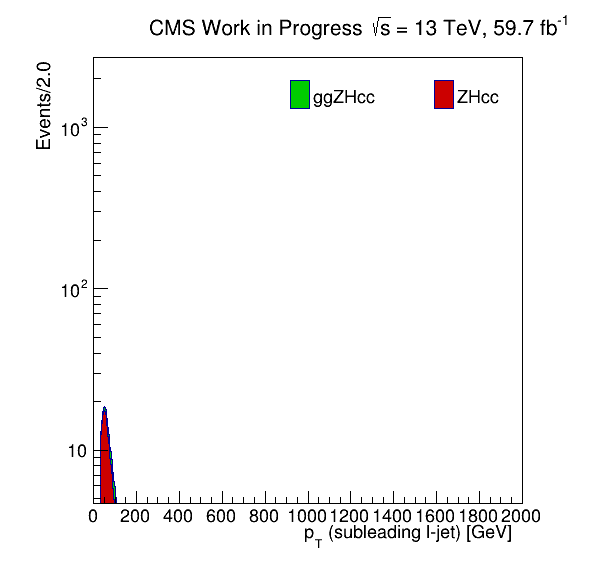 CMS Work in Progress √s = 13 TeV, 59.7 fb⁻¹
Events/2.0
ggZHcc ZHcc
10³
10²
10
0 200 400 600 800 1000 1200 1400 1600 1800 2000
p_T (subleading l-jet) [GeV]